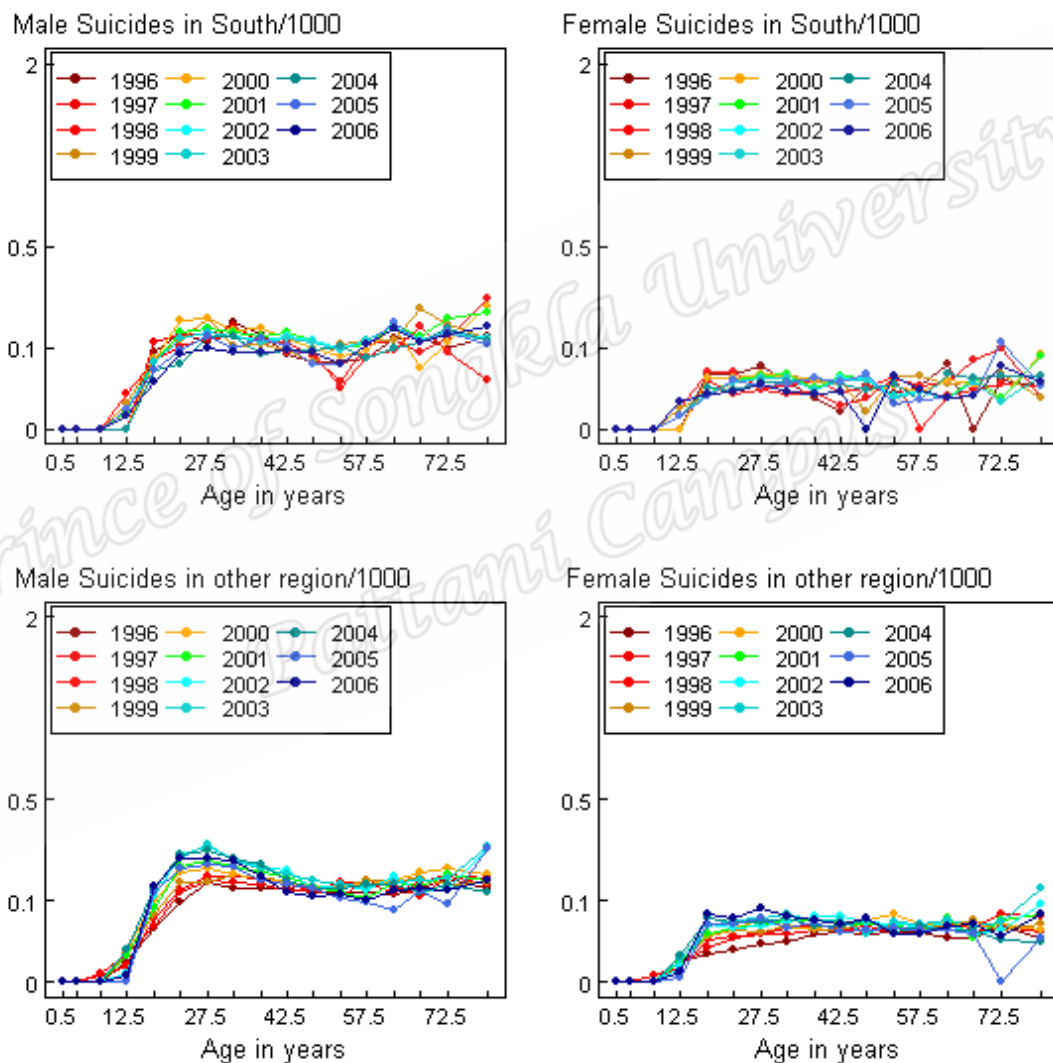 Male Suicides in South/1000
2
0.5
0.1
0
1996 2000 2004
1997 2001 2005
1998 2002 2006
1999 2003
0.5 12.5 27.5 42.5 57.5 72.5
Age in years
Female Suicides in South/1000
2
0.5
0.1
0
1996 2000 2004
1997 2001 2005
1998 2002 2006
1999 2003
0.5 12.5 27.5 42.5 57.5 72.5
Age in years
Male Suicides in other region/1000
2
0.5
0.1
0
1996 2000 2004
1997 2001 2005
1998 2002 2006
1999 2003
0.5 12.5 27.5 42.5 57.5 72.5
Age in years
Female Suicides in other region/1000
2
0.5
0.1
0
1996 2000 2004
1997 2001 2005
1998 2002 2006
1999 2003
0.5 12.5 27.5 42.5 57.5 72.5
Age in years
Prince of Songkla University
Pattani Campus